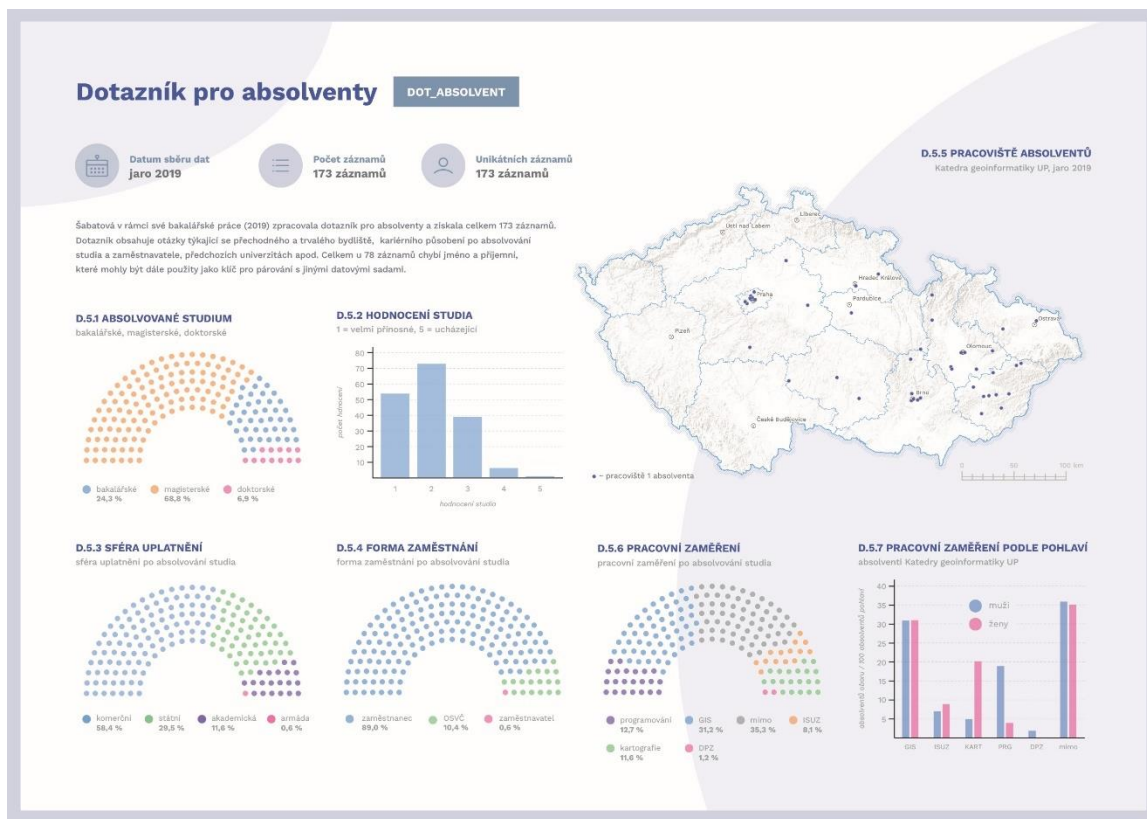 Dotazník pro absolventy
DOT_ABSOLVENT
Datum sběru dat
jaro 2019
Počet záznamů
173 záznamů
Unikátních záznamů
173 záznamů
Šabatová v rámci své bakalářské práce (2019) zpracovala dotazník pro absolventy a získala celkem 173 záznamů.
Dotazník obsahuje otázky týkající se přechodného a trvalého bydliště, kariérního působení po absolvování
studia a zaměstnavatele, předchozích univerzitách apod. Celkem u 78 záznamů chybí jméno a příjemní,
které mohly být dále použity jako klíč pro párování s jinými datovými sadami.
D.5.5 PRACOVIŠTĚ ABSOLVENTŮ
Katedra geoinformatiky UP, jaro 2019
Liberec
Ústí nad Labem
Hradec Králové
Praha
Pardubice
Plzeň
Ostrava
Olomouc
Brno
České Budějovice
– pracoviště 1 absolventa
0 50 100 km
D.5.1 ABSOLVOVANÉ STUDIUM
bakalářské, magisterské, doktorské
bakalářské
24,3 %
magisterské
68,8 %
doktorské
6,9 %
D.5.2 HODNOCENÍ STUDIA
1 = velmi přínosné, 5 = ucházející
počet hdnocení
80
70
60
50
40
30
20
10
1 2 3 4 5
hodnocení studia
D.5.3 SFÉRA UPLATNĚNÍ
sféra uplatnění po absolvování studia
komerční
58,4 %
státní
29,5 %
akademická
11,6 %
armáda
0,6 %
D.5.4 FORMA ZAMĚSTNÁNÍ
forma zaměstnání po absolvování studia
zaměstnanec
89,0 %
OSVČ
10,4 %
zaměstnavatel
0,6 %
D.5.6 PRACOVNÍ ZAMĚŘENÍ
pracovní zaměření po absolvování studia
programování
12,7 %
GIS
31,2 %
mimo
35,3 %
ISUZ
8,1 %
kartografie
11,6 %
DPZ
1,2 %
D.5.7 PRACOVNÍ ZAMĚŘENÍ PODLE POHLAVÍ
absolventi Katedry geoinformatiky UP
absolventů oboru / 100 absolventů pohlaví
40
35
30
25
20
15
10
5
muži
ženy
GIS ISUZ KART PRG DPZ mimo